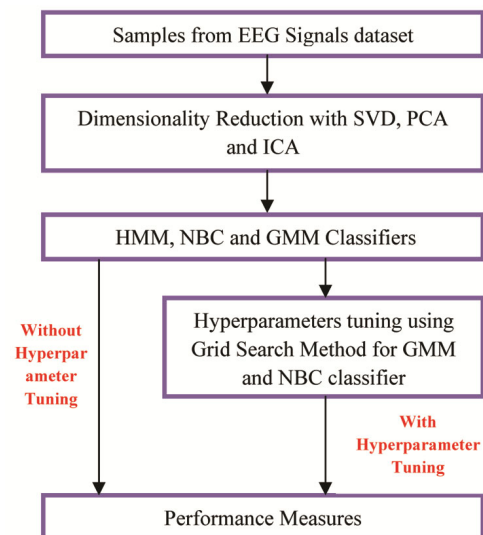 Samples from EEG Signals dataset
Dimensionality Reduction with SVD, PCA
and ICA
HMM, NBC and GMM Classifiers
Without
Hyperpar
ameter
Tuning
Hyperparameters tuning using
Grid Search Method for GMM
and NBC classifier
With
Hyperparameter
Tuning
Performance Measures